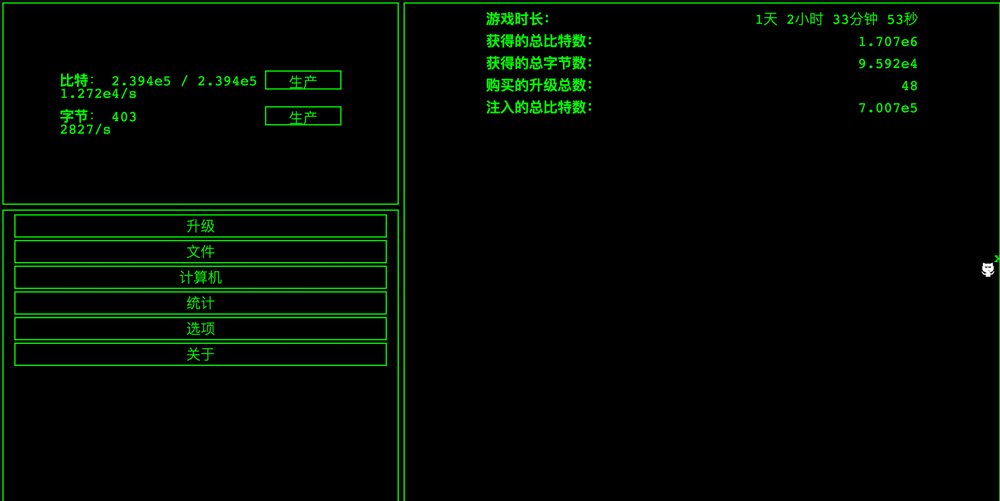 比特： 2.394e5 / 2.394e5 生产
1.272e4/s
字节： 403 生产
2827/s
升级
文件
计算机
统计
选项
关于
游戏时长： 1天 2小时 33分钟 53秒
获得的总比特数： 1.707e6
获得的总字节数： 9.592e4
购买的升级总数： 48
注入的总比特数： 7.007e5